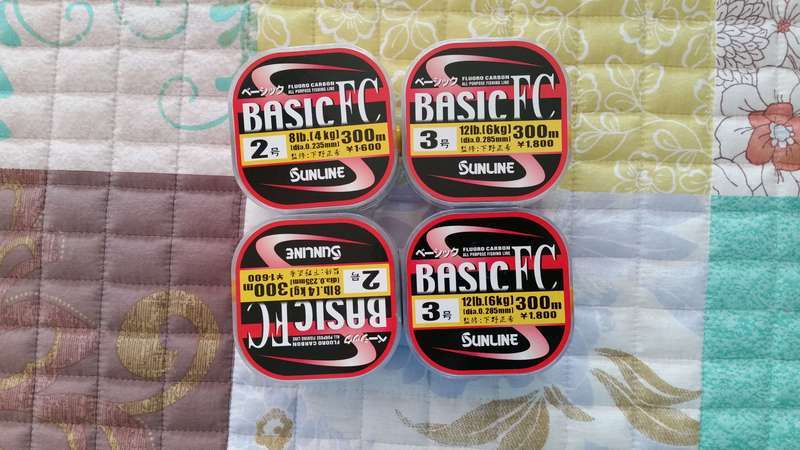 ベーシック
FLUORO CARBON
ALL PURPOSE FISHING LINE
BASIC FC
2号
8lb.(4kg) 300m
(dia.0.235mm) ¥1,600
監修:下野正希
SUNLINE
ベーシック
FLUORO CARBON
ALL PURPOSE FISHING LINE
BASIC FC
3号
12lb.(6kg) 300m
(dia.0.285mm) ¥1,800
監修:下野正希
SUNLINE
ベーシック
FLUORO CARBON
ALL PURPOSE FISHING LINE
BASIC FC
2号
8lb.(4kg) 300m
(dia.0.235mm) ¥1,600
監修:下野正希
SUNLINE
ベーシック
FLUORO CARBON
ALL PURPOSE FISHING LINE
BASIC FC
3号
12lb.(6kg) 300m
(dia.0.285mm) ¥1,800
監修:下野正希
SUNLINE